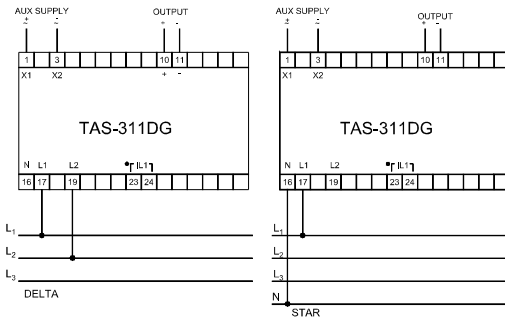 AUX SUPPLY OUTPUT
± ~ - ~ + -
1 3 10 11
X1 X2 + -
TAS-311DG
N L1 L2 IL1
16 17 19 23 24
L1
L2
L3
DELTA
AUX SUPPLY OUTPUT
± ~ - ~ + -
1 3 10 11
X1 X2
TAS-311DG
N L1 L2 IL1
16 17 19 23 24
L1
L2
L3
N
STAR